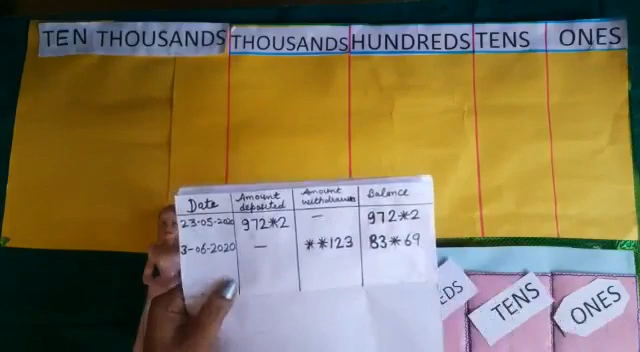 TEN THOUSANDS THOUSANDS HUNDREDS TENS ONES
Date Amount deposited Amount withdrawn Balance
23-05-2020 972*2 — 972*2
3-06-2020 — **123 83*69
EDS TENS ONES